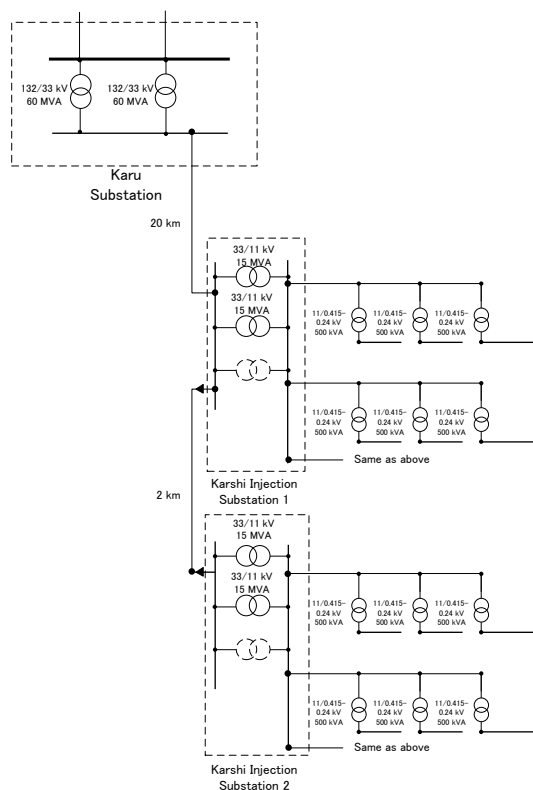 132/33 kV
60 MVA
132/33 kV
60 MVA
Karu
Substation
20 km
33/11 kV
15 MVA
33/11 kV
15 MVA
11/0.415-
0.24 kV
500 kVA
11/0.415-
0.24 kV
500 kVA
11/0.415-
0.24 kV
500 kVA
11/0.415-
0.24 kV
500 kVA
11/0.415-
0.24 kV
500 kVA
11/0.415-
0.24 kV
500 kVA
Same as above
Karshi Injection
Substation 1
2 km
33/11 kV
15 MVA
33/11 kV
15 MVA
11/0.415-
0.24 kV
500 kVA
11/0.415-
0.24 kV
500 kVA
11/0.415-
0.24 kV
500 kVA
11/0.415-
0.24 kV
500 kVA
11/0.415-
0.24 kV
500 kVA
11/0.415-
0.24 kV
500 kVA
Same as above
Karshi Injection
Substation 2